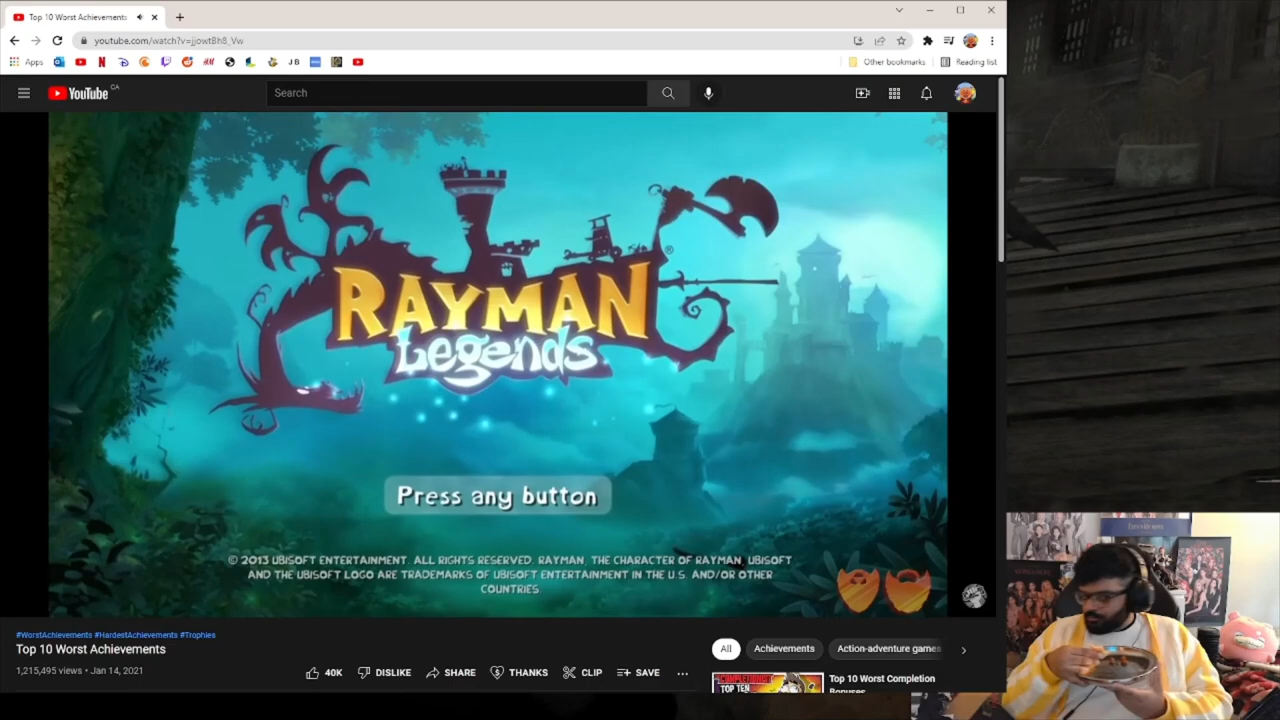 Top 10 Worst Achievements
youtube.com/watch?v=jjowtBh8_Vw
Apps
H&M
J B
Other bookmarks
Reading list
YouTube CA
Search
RAYMAN
Legends
®
Press any button
© 2013 UBISOFT ENTERTAINMENT. ALL RIGHTS RESERVED. RAYMAN, THE CHARACTER OF RAYMAN, UBISOFT
AND THE UBISOFT LOGO ARE TRADEMARKS OF UBISOFT ENTERTAINMENT IN THE U.S. AND/OR OTHER
COUNTRIES.
#WorstAchievements #HardestAchievements #Trophies
Top 10 Worst Achievements
1,215,495 views • Jan 14, 2021
40K
DISLIKE
SHARE
THANKS
CLIP
SAVE
All
Achievements
Action-adventure games
TOP TEN
Top 10 Worst Completion
Bonuses